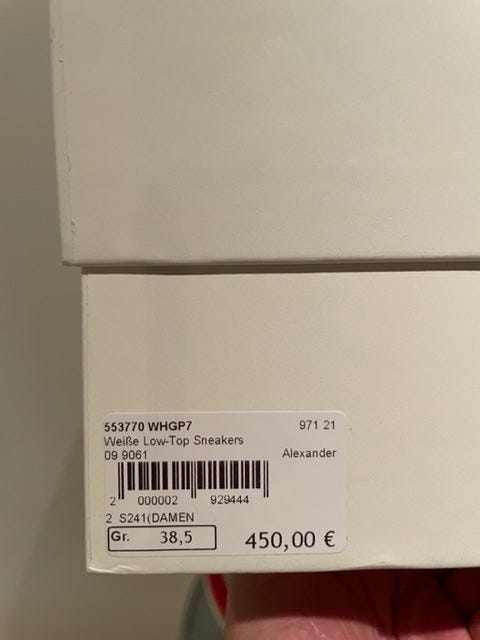 553770 WHGP7 971 21
Weiße Low-Top Sneakers
09 9061 Alexander
2 000002 929444
2 S241(DAMEN
Gr. 38,5 450,00 €